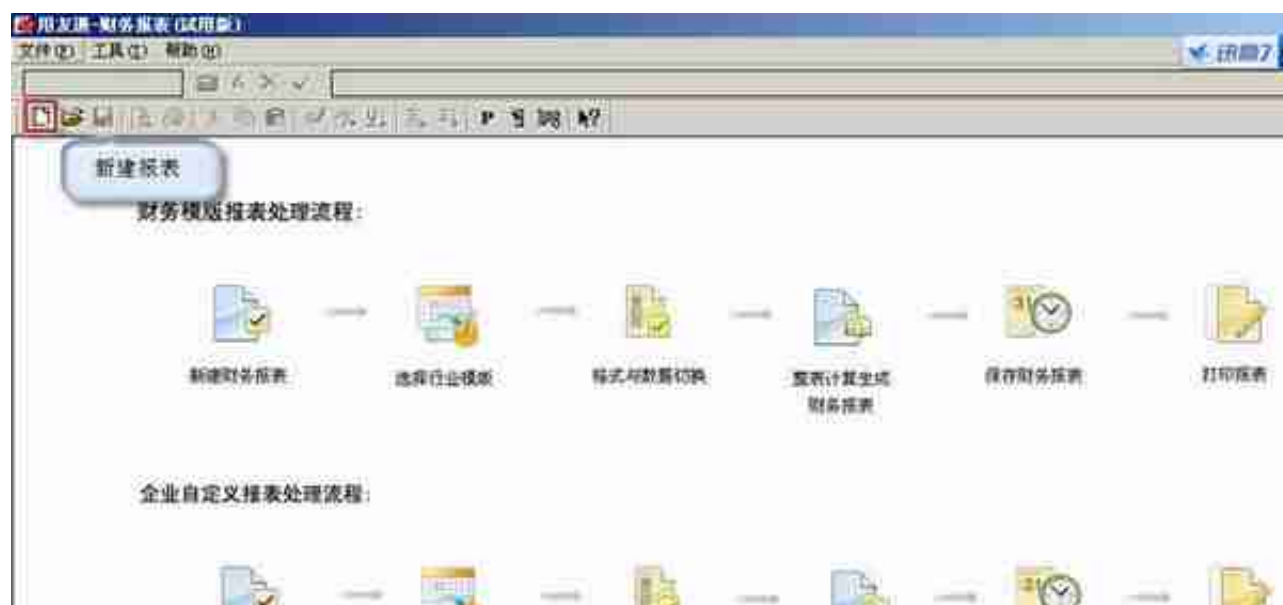 用友通-财务报表(试用版)
文件(F) 工具(T) 帮助(H)
迅雷7
新建报表
财务模版报表处理流程:
新建财务报表 选择行业模版 格式与数据切换 整表计算生成 保存财务报表 打印报表
财务报表
企业自定义报表处理流程: